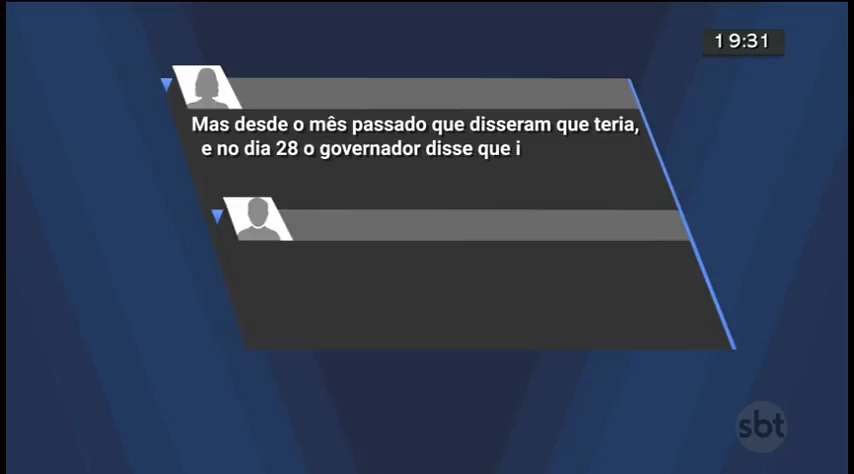 19:31
Mas desde o mês passado que disseram que teria,
e no dia 28 o governador disse que i
sbt